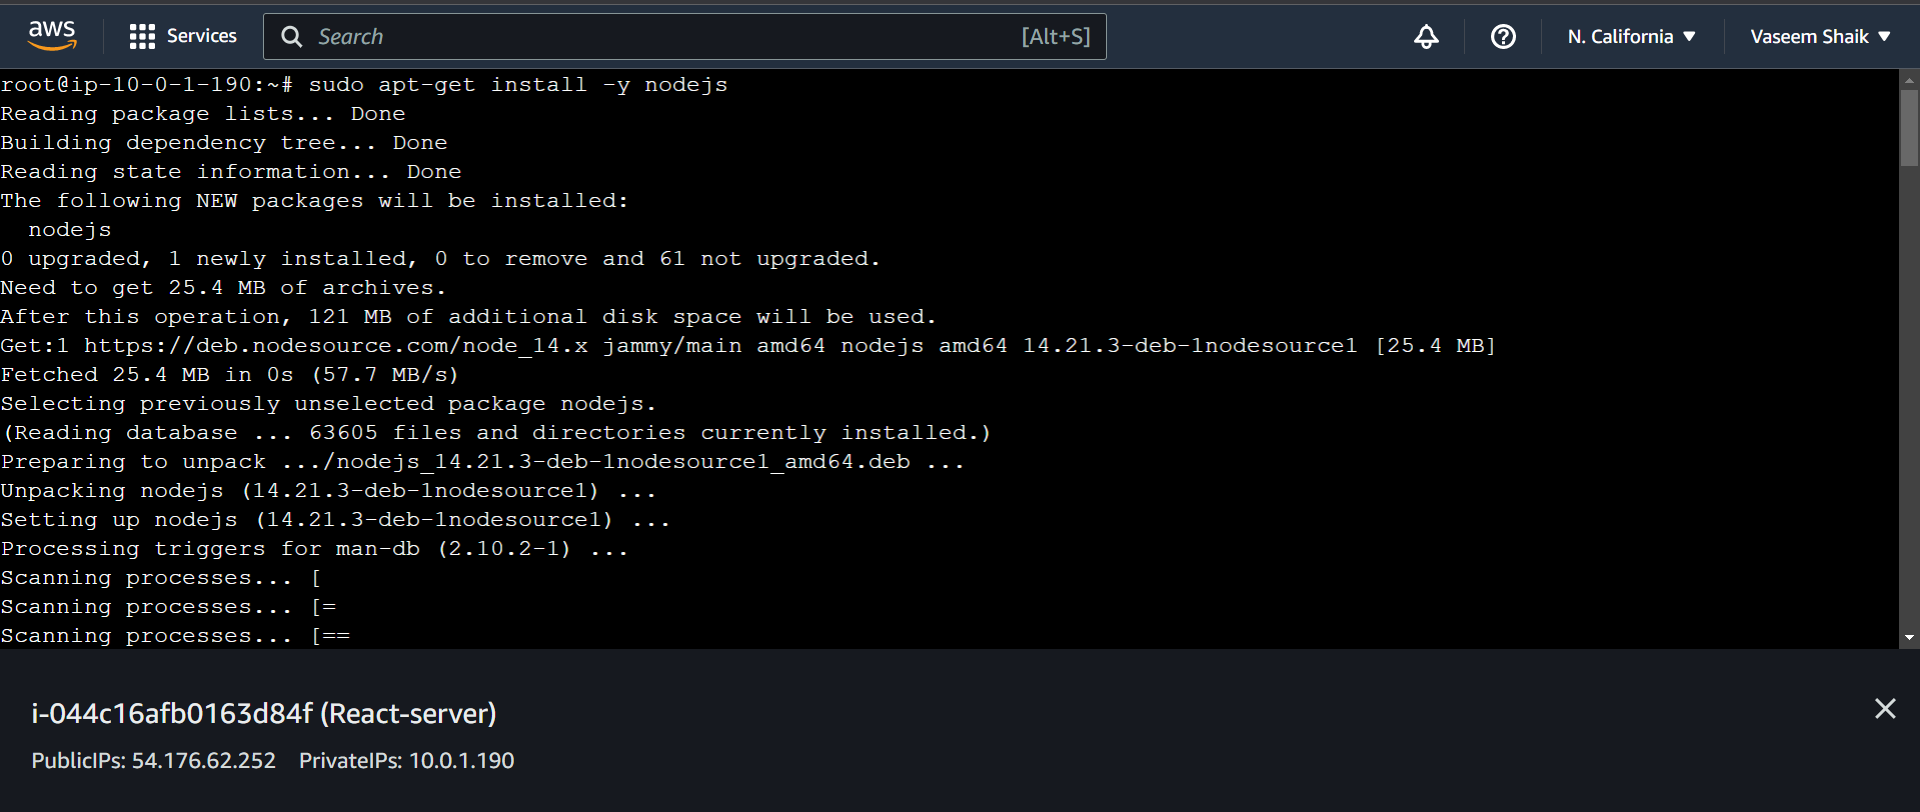 aws Services Search [Alt+S] N. California Vaseem Shaik
root@ip-10-0-1-190:~# sudo apt-get install -y nodejs
Reading package lists... Done
Building dependency tree... Done
Reading state information... Done
The following NEW packages will be installed:
  nodejs
0 upgraded, 1 newly installed, 0 to remove and 61 not upgraded.
Need to get 25.4 MB of archives.
After this operation, 121 MB of additional disk space will be used.
Get:1 https://deb.nodesource.com/node_14.x jammy/main amd64 nodejs amd64 14.21.3-deb-1nodesource1 [25.4 MB]
Fetched 25.4 MB in 0s (57.7 MB/s)
Selecting previously unselected package nodejs.
(Reading database ... 63605 files and directories currently installed.)
Preparing to unpack .../nodejs_14.21.3-deb-1nodesource1_amd64.deb ...
Unpacking nodejs (14.21.3-deb-1nodesource1) ...
Setting up nodejs (14.21.3-deb-1nodesource1) ...
Processing triggers for man-db (2.10.2-1) ...
Scanning processes... [
Scanning processes... [=
Scanning processes... [==
i-044c16afb0163d84f (React-server)
PublicIPs: 54.176.62.252 PrivateIPs: 10.0.1.190